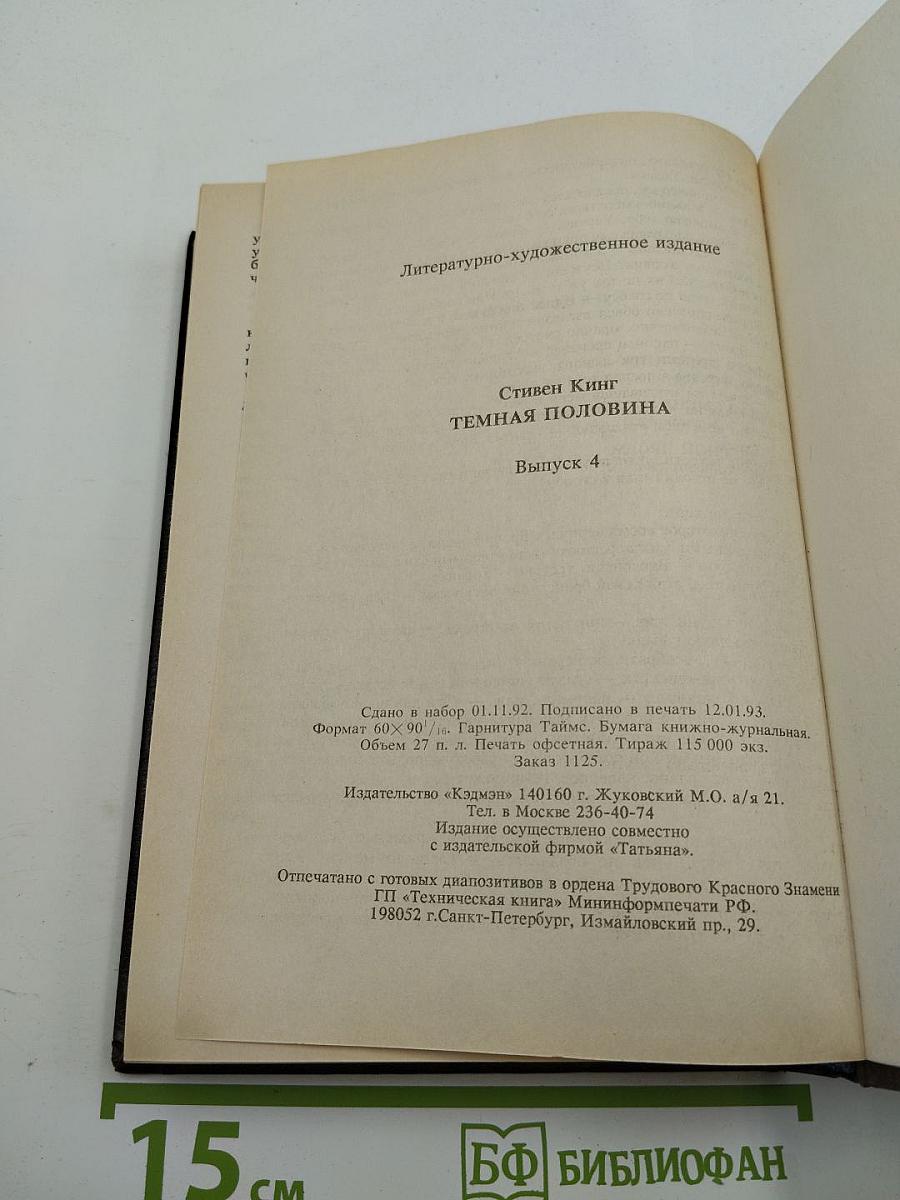 Литературно-художественное издание
Стивен Кинг
ТЕМНАЯ ПОЛОВИНА
Выпуск 4
Сдано в набор 01.11.92. Подписано в печать 12.01.93.
Формат 60×90¹/₁₆. Гарнитура Таймс. Бумага книжно-журнальная.
Объем 27 п. л. Печать офсетная. Тираж 115 000 экз.
Заказ 1125.
Издательство «Кэдмэн» 140160 г. Жуковский М.О. а/я 21.
Тел. в Москве 236-40-74
Издание осуществлено совместно
с издательской фирмой «Татьяна».
Отпечатано с готовых диапозитивов в ордена Трудового Красного Знамени
ГП «Техническая книга» Мининформпечати РФ.
198052 г.Санкт-Петербург, Измайловский пр., 29.
15 см
БФ БИБЛИОФАН